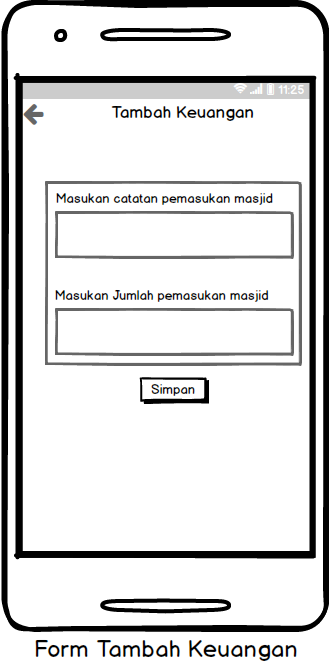 11:25
Tambah Keuangan
Masukan catatan pemasukan masjid
Masukan Jumlah pemasukan masjid
Simpan
Form Tambah Keuangan